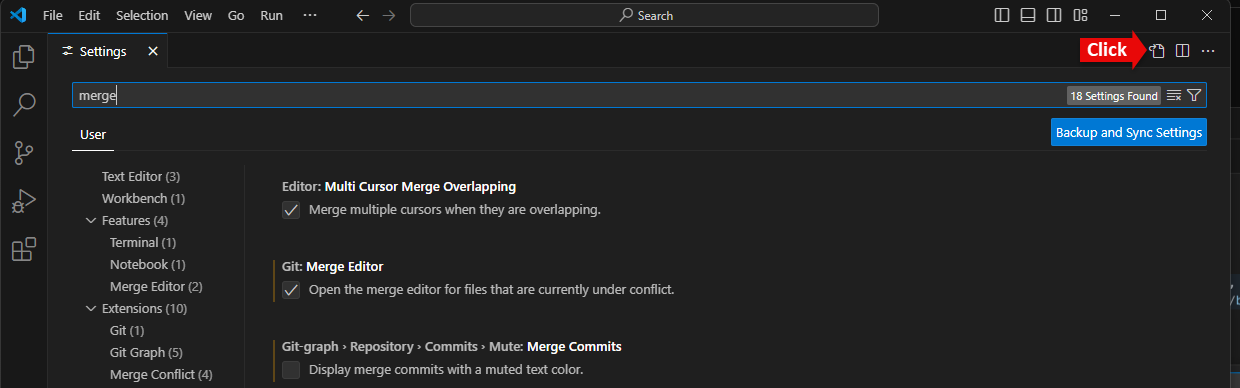 File Edit Selection View Go Run ···
Search
Settings
Click
merge
18 Settings Found
User
Backup and Sync Settings
Text Editor (3)
Workbench (1)
Features (4)
Terminal (1)
Notebook (1)
Merge Editor (2)
Extensions (10)
Git (1)
Git Graph (5)
Merge Conflict (4)
Editor: Multi Cursor Merge Overlapping
Merge multiple cursors when they are overlapping.
Git: Merge Editor
Open the merge editor for files that are currently under conflict.
Git-graph › Repository › Commits › Mute: Merge Commits
Display merge commits with a muted text color.